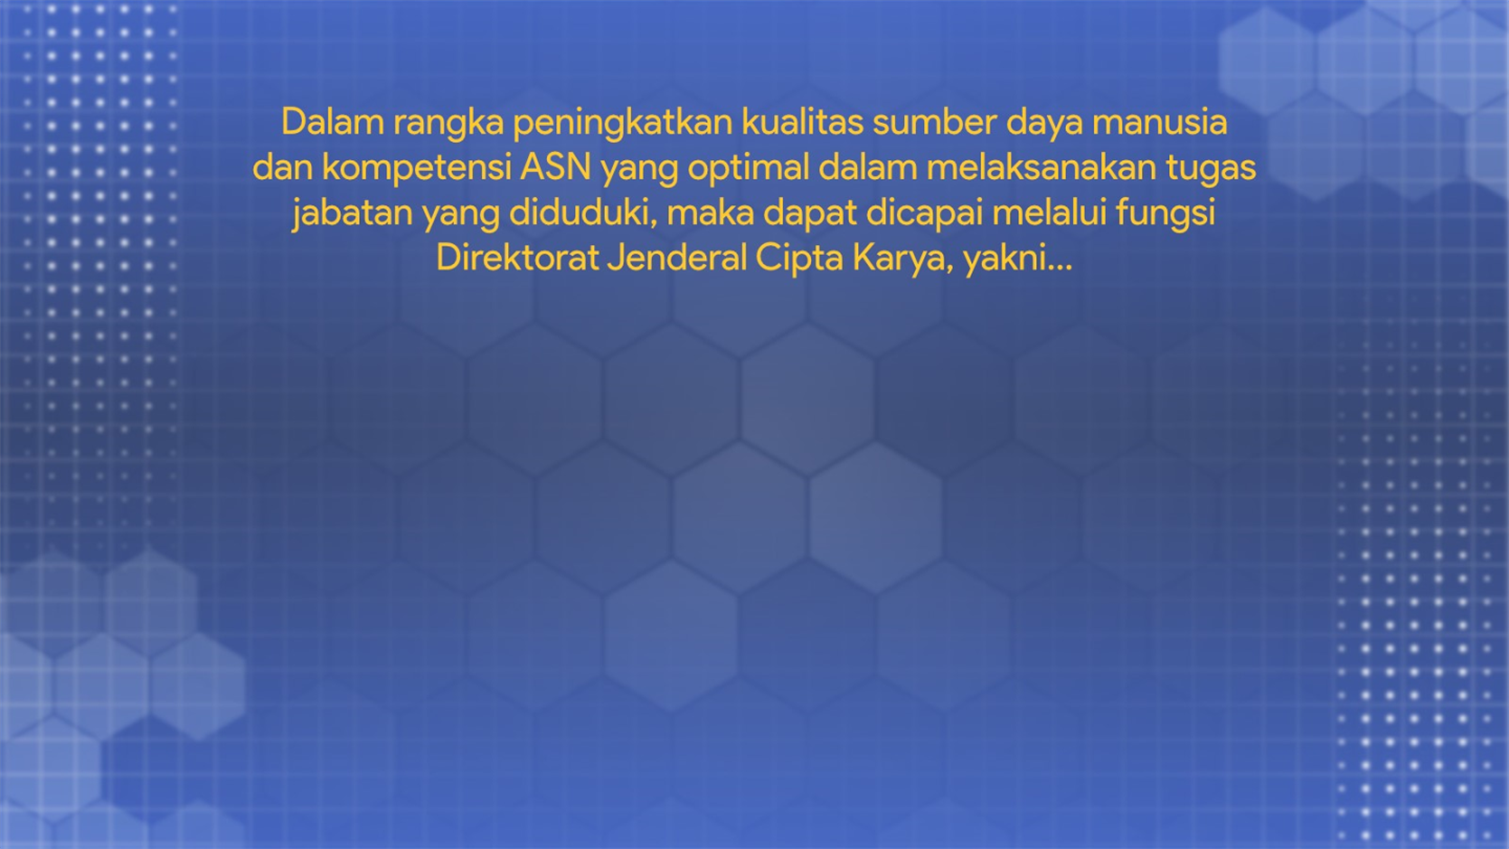 Dalam rangka peningkatkan kualitas sumber daya manusia
dan kompetensi ASN yang optimal dalam melaksanakan tugas
jabatan yang diduduki, maka dapat dicapai melalui fungsi
Direktorat Jenderal Cipta Karya, yakni...